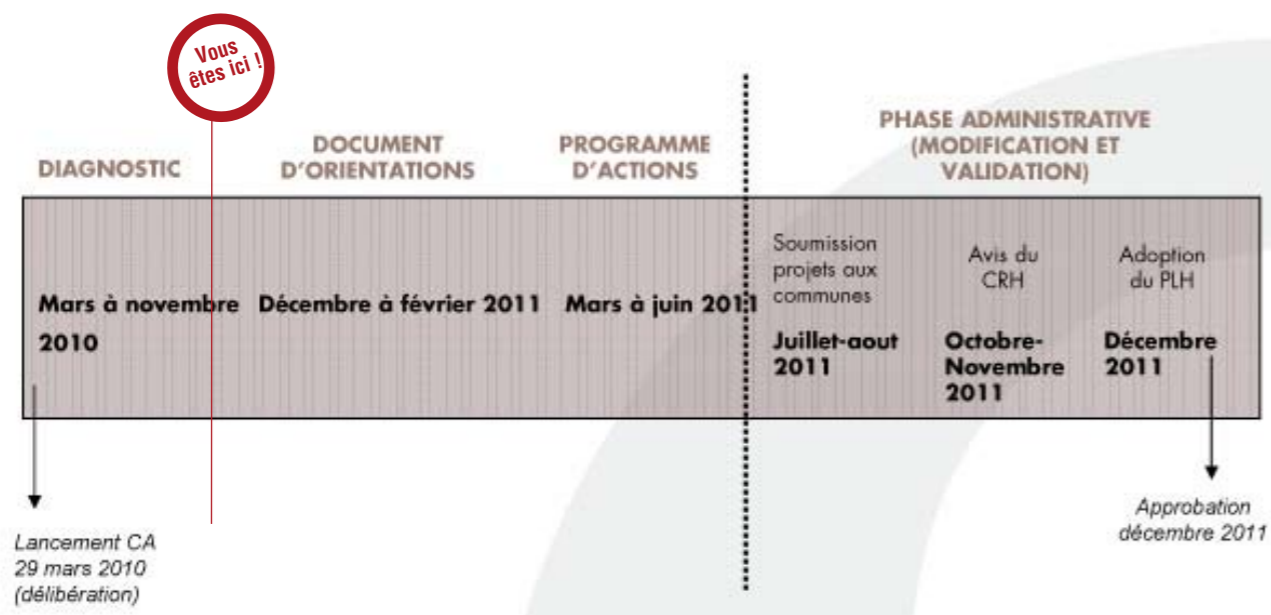 Vous
êtes ici !
DIAGNOSTIC
DOCUMENT
D'ORIENTATIONS
PROGRAMME
D'ACTIONS
PHASE ADMINISTRATIVE
(MODIFICATION ET
VALIDATION)
Mars à novembre
2010
Décembre à février 2011
Mars à juin 2011
Soumission
projets aux
communes
Juillet-aout
2011
Avis du
CRH
Octobre-
Novembre
2011
Adoption
du PLH
Décembre
2011
Lancement CA
29 mars 2010
(délibération)
Approbation
décembre 2011